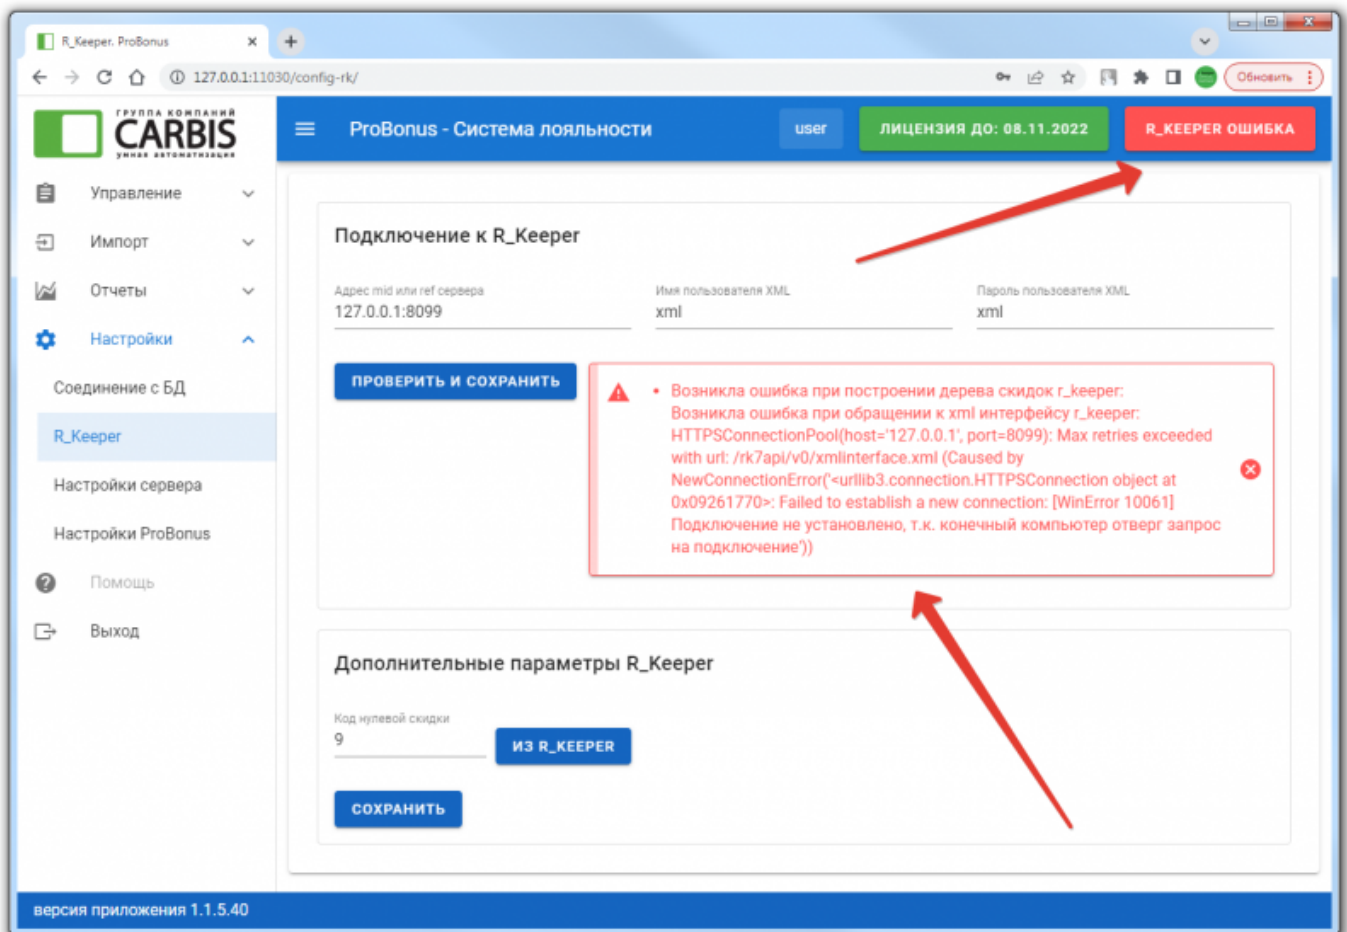 R_Keeper. ProBonus
127.0.0.1:11030/config-rk/
Обновить
ГРУППА КОМПАНИЙ
CARBIS
умная автоматизация
ProBonus - Система лояльности
user
ЛИЦЕНЗИЯ ДО: 08.11.2022
R_KEEPER ОШИБКА
Управление
Импорт
Отчеты
Настройки
Соединение с БД
R_Keeper
Настройки сервера
Настройки ProBonus
Помощь
Выход
Подключение к R_Keeper
Адрес mid или ref сервера
127.0.0.1:8099
Имя пользователя XML
xml
Пароль пользователя XML
xml
ПРОВЕРИТЬ И СОХРАНИТЬ
• Возникла ошибка при построении дерева скидок r_keeper:
Возникла ошибка при обращении к xml интерфейсу r_keeper:
HTTPSConnectionPool(host='127.0.0.1', port=8099): Max retries exceeded
with url: /rk7api/v0/xmlinterface.xml (Caused by
NewConnectionError('<urllib3.connection.HTTPSConnection object at
0x09261770>: Failed to establish a new connection: [WinError 10061]
Подключение не установлено, т.к. конечный компьютер отверг запрос
на подключение'))
Дополнительные параметры R_Keeper
Код нулевой скидки
9
ИЗ R_KEEPER
СОХРАНИТЬ
версия приложения 1.1.5.40